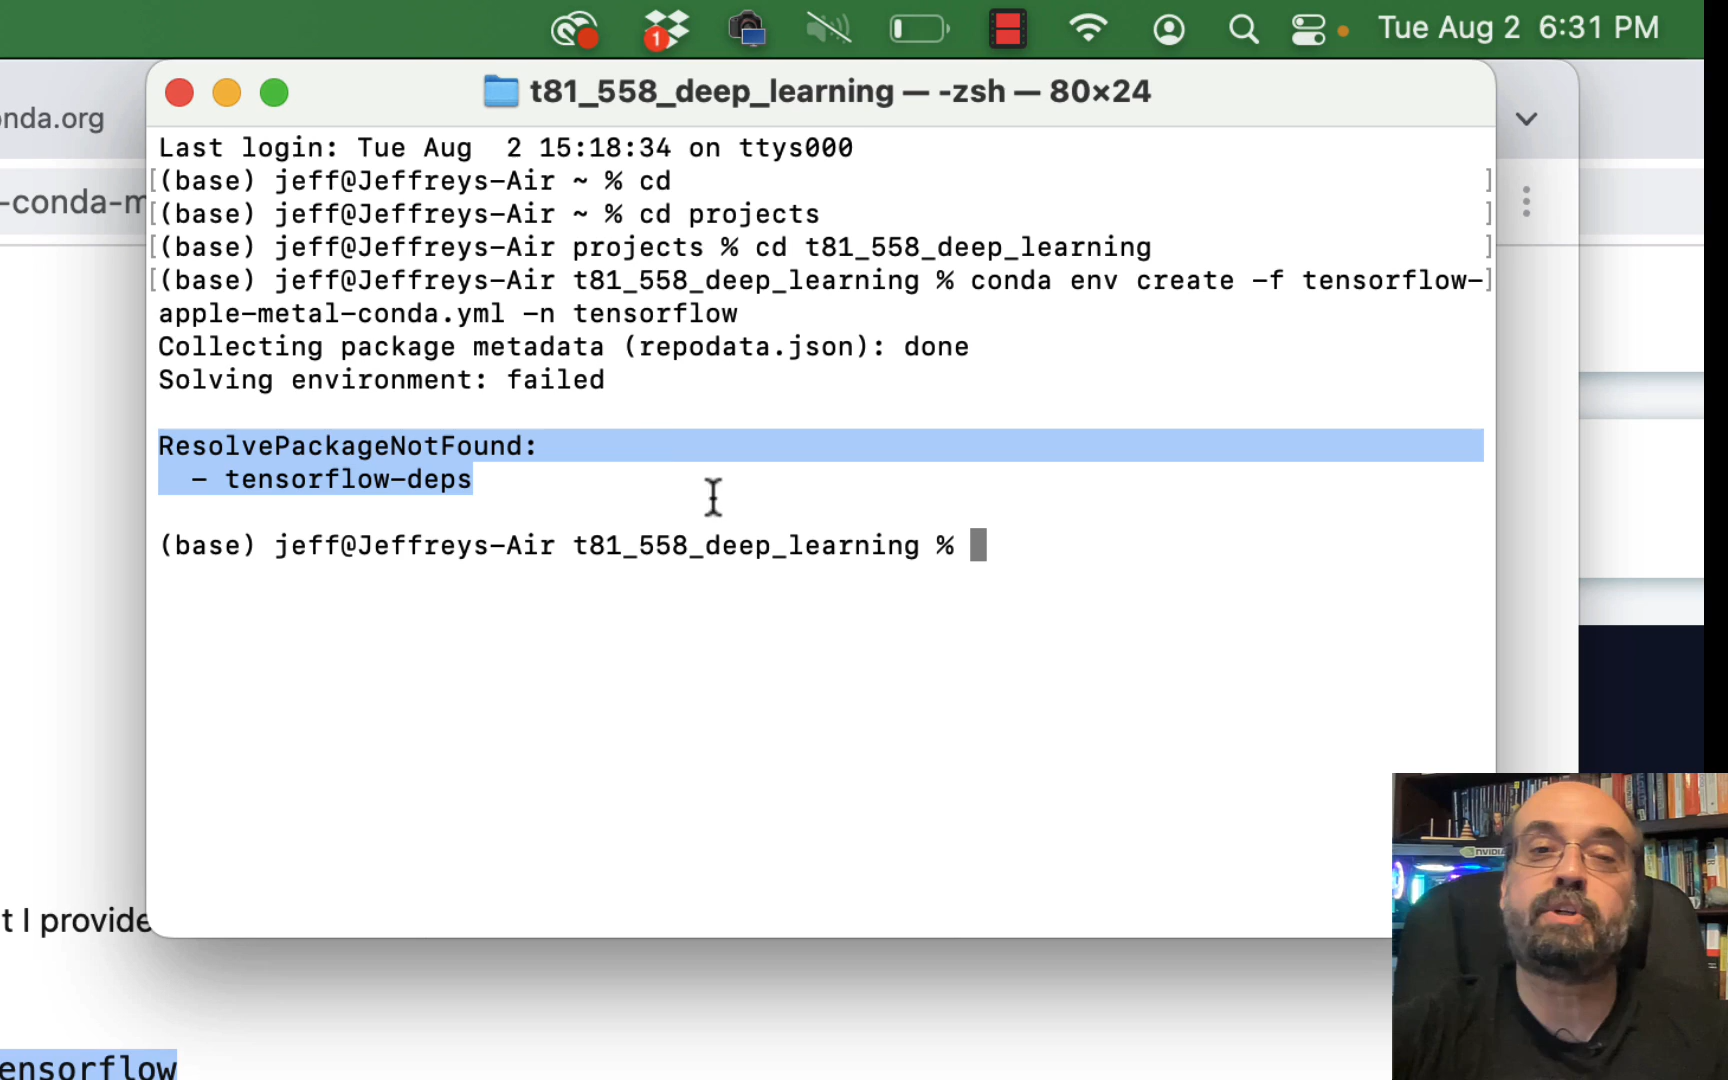 1
Tue Aug 2 6:31 PM
t81_558_deep_learning — -zsh — 80×24
onda.org
-conda-m
Last login: Tue Aug  2 15:18:34 on ttys000
[(base) jeff@Jeffreys-Air ~ % cd ]
[(base) jeff@Jeffreys-Air ~ % cd projects ]
[(base) jeff@Jeffreys-Air projects % cd t81_558_deep_learning ]
[(base) jeff@Jeffreys-Air t81_558_deep_learning % conda env create -f tensorflow-]
apple-metal-conda.yml -n tensorflow
Collecting package metadata (repodata.json): done
Solving environment: failed
ResolvePackageNotFound:
  - tensorflow-deps
(base) jeff@Jeffreys-Air t81_558_deep_learning %
t I provide
ensorflow
NVIDIA